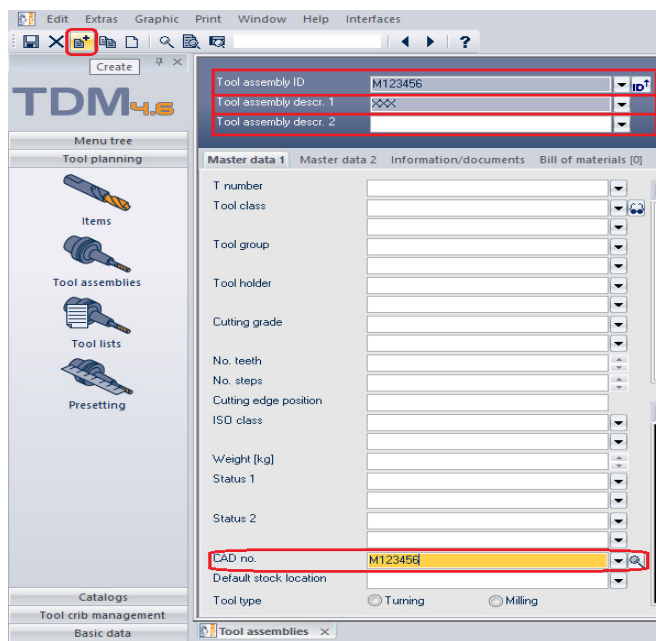 Edit Extras Graphic Print Window Help Interfaces
?
Create
TDM4.6
Menu tree
Tool planning
Items
Tool assemblies
Tool lists
Presetting
Catalogs
Tool crib management
Basic data
Tool assembly ID M123456 ID
Tool assembly descr. 1 XXX
Tool assembly descr. 2
Master data 1 Master data 2 Information/documents Bill of materials [0]
T number
Tool class
Tool group
Tool holder
Cutting grade
No. teeth
No. steps
Cutting edge position
ISO class
Weight [kg]
Status 1
Status 2
CAD no. M123456
Default stock location
Tool type Turning Milling
Tool assemblies